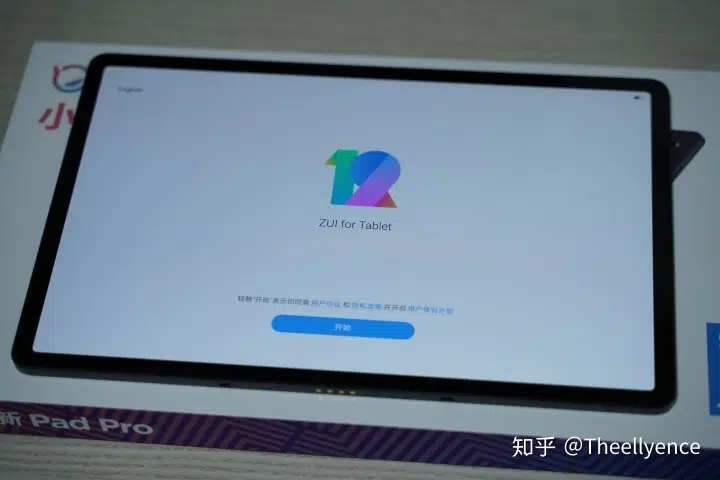 English
小
12
ZUI for Tablet
轻敲"开始"表示你同意 用户协议 和 隐私政策 并开启 用户体验计划
开始
新 Pad Pro
知乎 @Theellyence